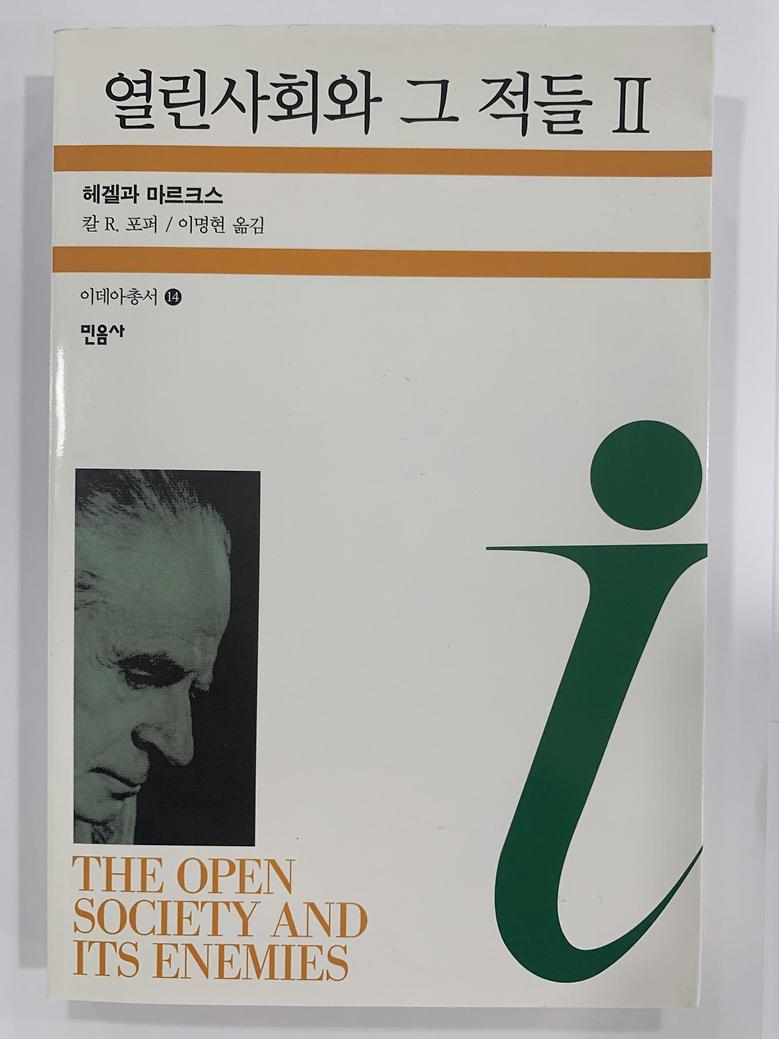 열린사회와 그 적들 II
헤겔과 마르크스
칼 R. 포퍼 / 이명현 옮김
이데아총서 14
민음사
i
THE OPEN
SOCIETY AND
ITS ENEMIES